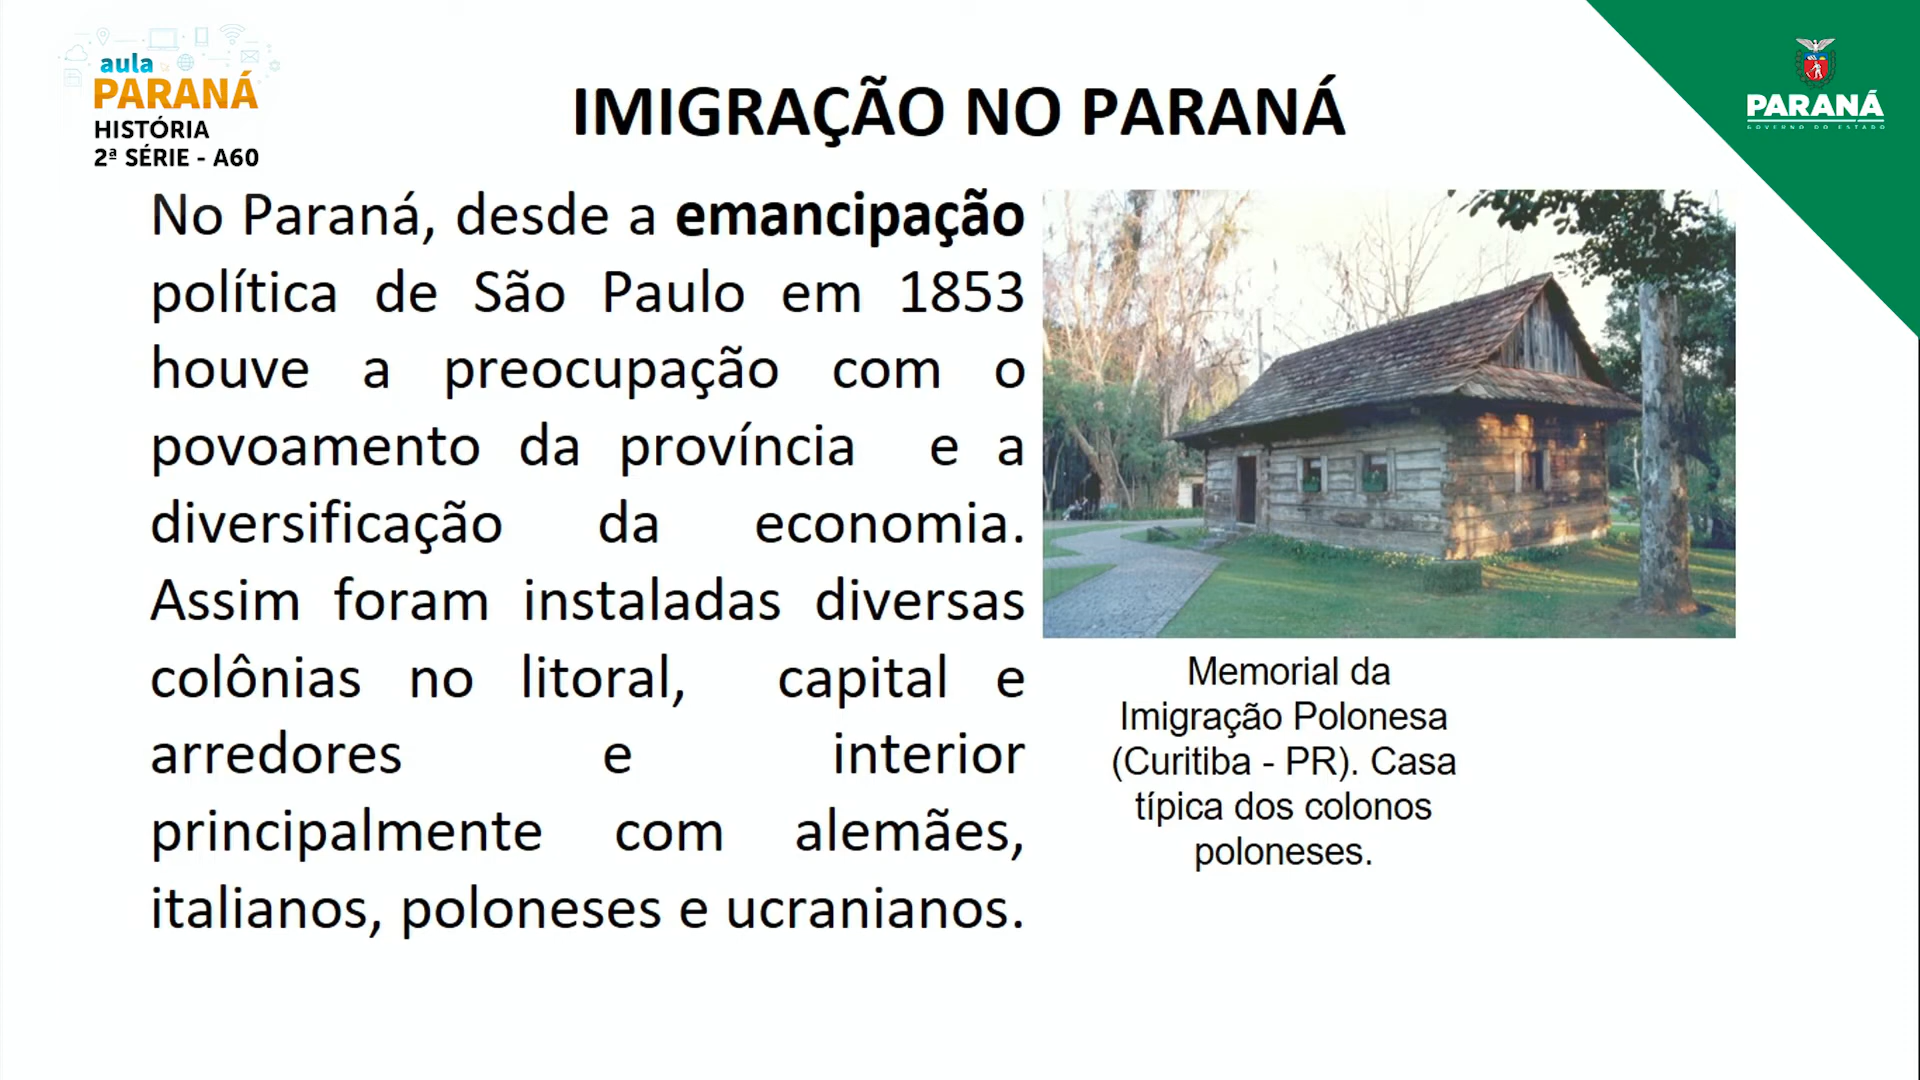 aula
PARANÁ
HISTÓRIA
2ª SÉRIE - A60
IMIGRAÇÃO NO PARANÁ
PARANÁ
GOVERNO DO ESTADO
No Paraná, desde a emancipação
política de São Paulo em 1853
houve a preocupação com o
povoamento da província e a
diversificação da economia.
Assim foram instaladas diversas
colônias no litoral, capital e
arredores e interior
principalmente com alemães,
italianos, poloneses e ucranianos.
Memorial da
Imigração Polonesa
(Curitiba - PR). Casa
típica dos colonos
poloneses.